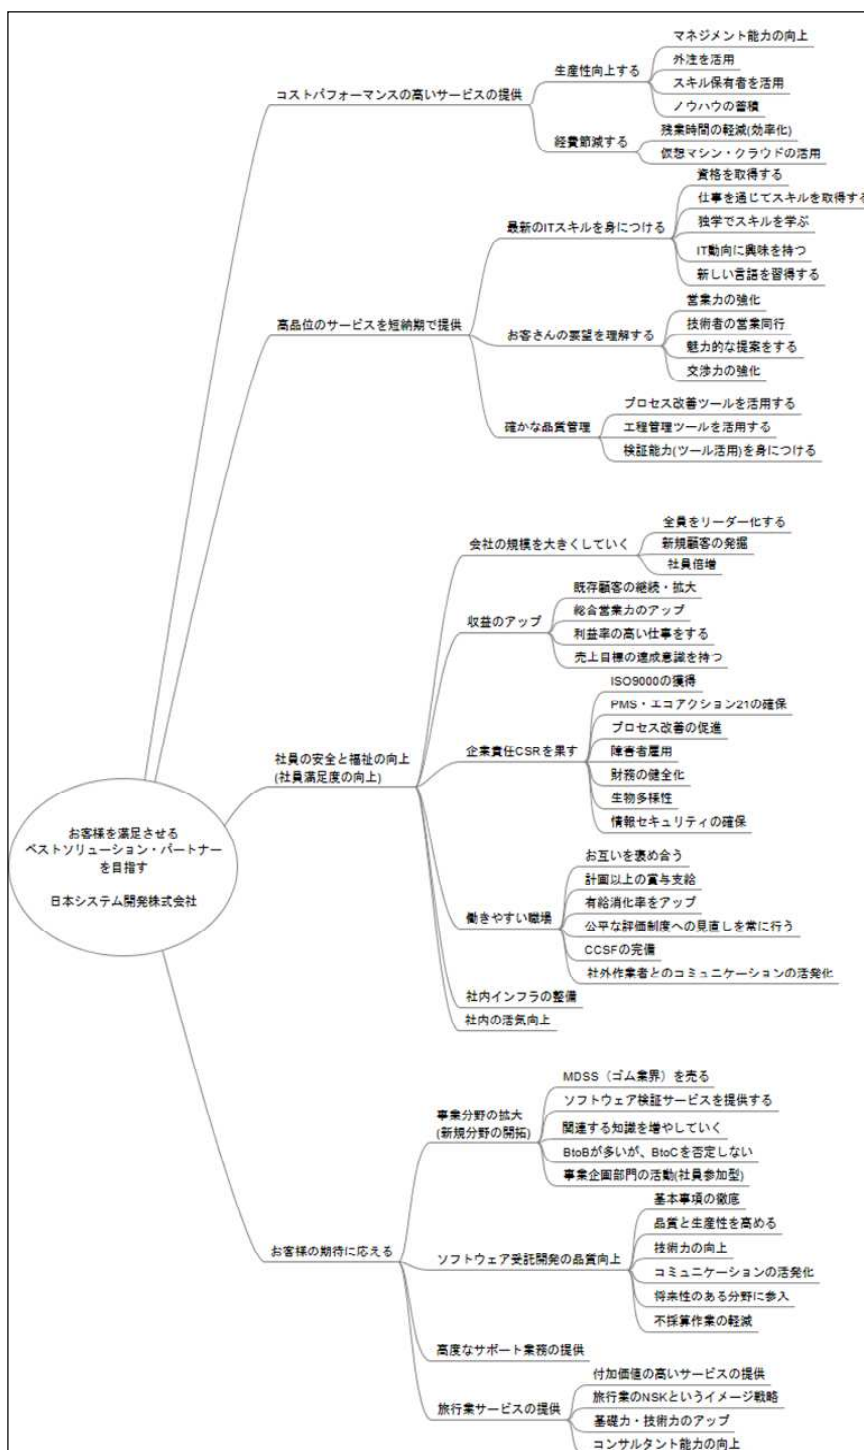 お客様を満足させる
ベストソリューション・パートナー
を目指す
日本システム開発株式会社
コストパフォーマンスの高いサービスの提供
生産性向上する
マネジメント能力の向上
外注を活用
スキル保有者を活用
ノウハウの蓄積
経費節減する
残業時間の軽減(効率化)
仮想マシン・クラウドの活用
高品位のサービスを短納期で提供
最新のITスキルを身につける
資格を取得する
仕事を通じてスキルを取得する
独学でスキルを学ぶ
IT動向に興味を持つ
新しい言語を習得する
お客さんの要望を理解する
営業力の強化
技術者の営業同行
魅力的な提案をする
交渉力の強化
確かな品質管理
プロセス改善ツールを活用する
工程管理ツールを活用する
検証能力(ツール活用)を身につける
社員の安全と福祉の向上
(社員満足度の向上)
会社の規模を大きくしていく
全員をリーダー化する
新規顧客の発掘
社員倍増
収益のアップ
既存顧客の継続・拡大
総合営業力のアップ
利益率の高い仕事をする
売上目標の達成意識を持つ
企業責任CSRを果す
ISO9000の獲得
PMS・エコアクション21の確保
プロセス改善の促進
障害者雇用
財務の健全化
生物多様性
情報セキュリティの確保
働きやすい職場
お互いを褒め合う
計画以上の賞与支給
有給消化率をアップ
公平な評価制度への見直しを常に行う
CCSFの完備
社外作業者とのコミュニケーションの活発化
社内インフラの整備
社内の活気向上
お客様の期待に応える
事業分野の拡大
(新規分野の開拓)
MDSS（ゴム業界）を売る
ソフトウェア検証サービスを提供する
関連する知識を増やしていく
BtoBが多いが、BtoCを否定しない
事業企画部門の活動(社員参加型)
ソフトウェア受託開発の品質向上
基本事項の徹底
品質と生産性を高める
技術力の向上
コミュニケーションの活発化
将来性のある分野に参入
不採算作業の軽減
高度なサポート業務の提供
旅行業サービスの提供
付加価値の高いサービスの提供
旅行業のNSKというイメージ戦略
基礎力・技術力のアップ
コンサルタント能力の向上